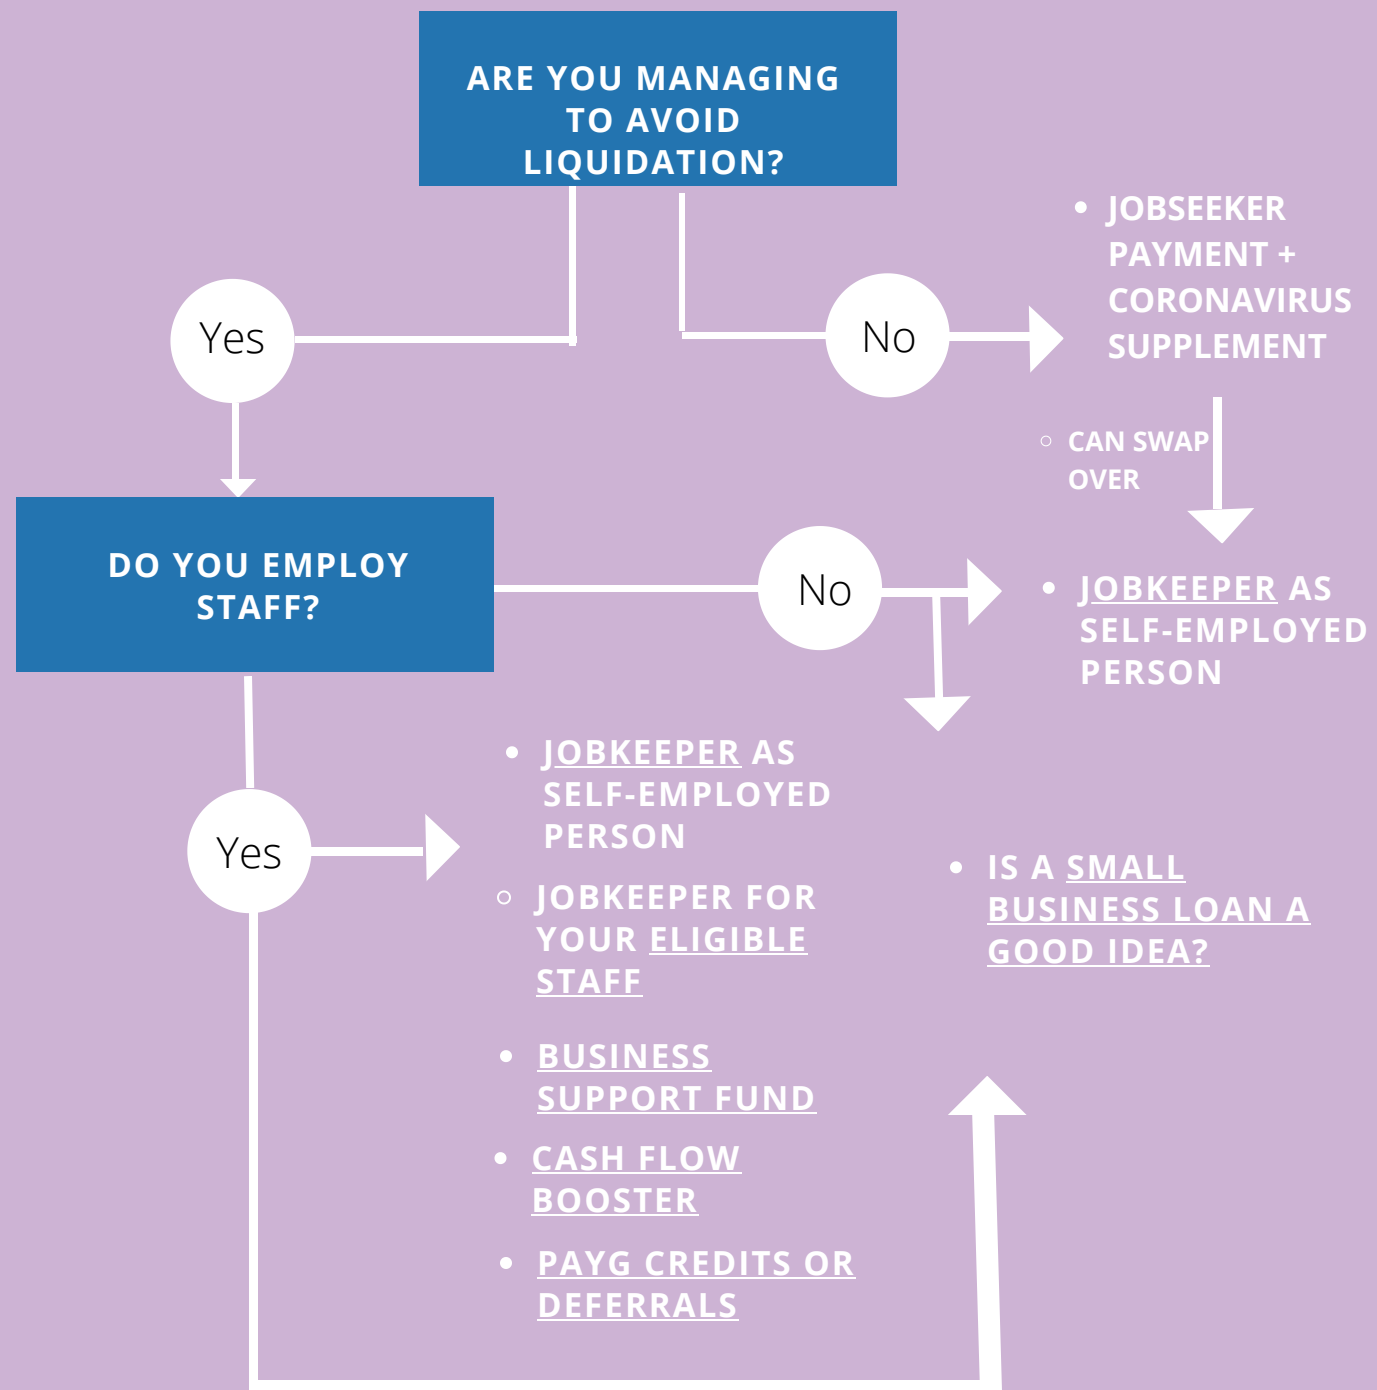 ARE YOU MANAGING
TO AVOID
LIQUIDATION?
Yes
No
• JOBSEEKER
PAYMENT +
CORONAVIRUS
SUPPLEMENT
○ CAN SWAP
OVER
DO YOU EMPLOY
STAFF?
No
• JOBKEEPER AS
SELF-EMPLOYED
PERSON
Yes
• JOBKEEPER AS
SELF-EMPLOYED
PERSON
○ JOBKEEPER FOR
YOUR ELIGIBLE
STAFF
• BUSINESS
SUPPORT FUND
• CASH FLOW
BOOSTER
• PAYG CREDITS OR
DEFERRALS
• IS A SMALL
BUSINESS LOAN A
GOOD IDEA?